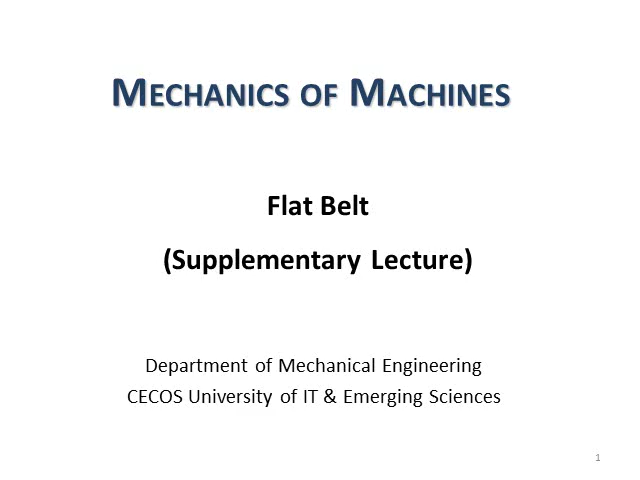 MECHANICS OF MACHINES
Flat Belt
(Supplementary Lecture)
Department of Mechanical Engineering
CECOS University of IT & Emerging Sciences
1